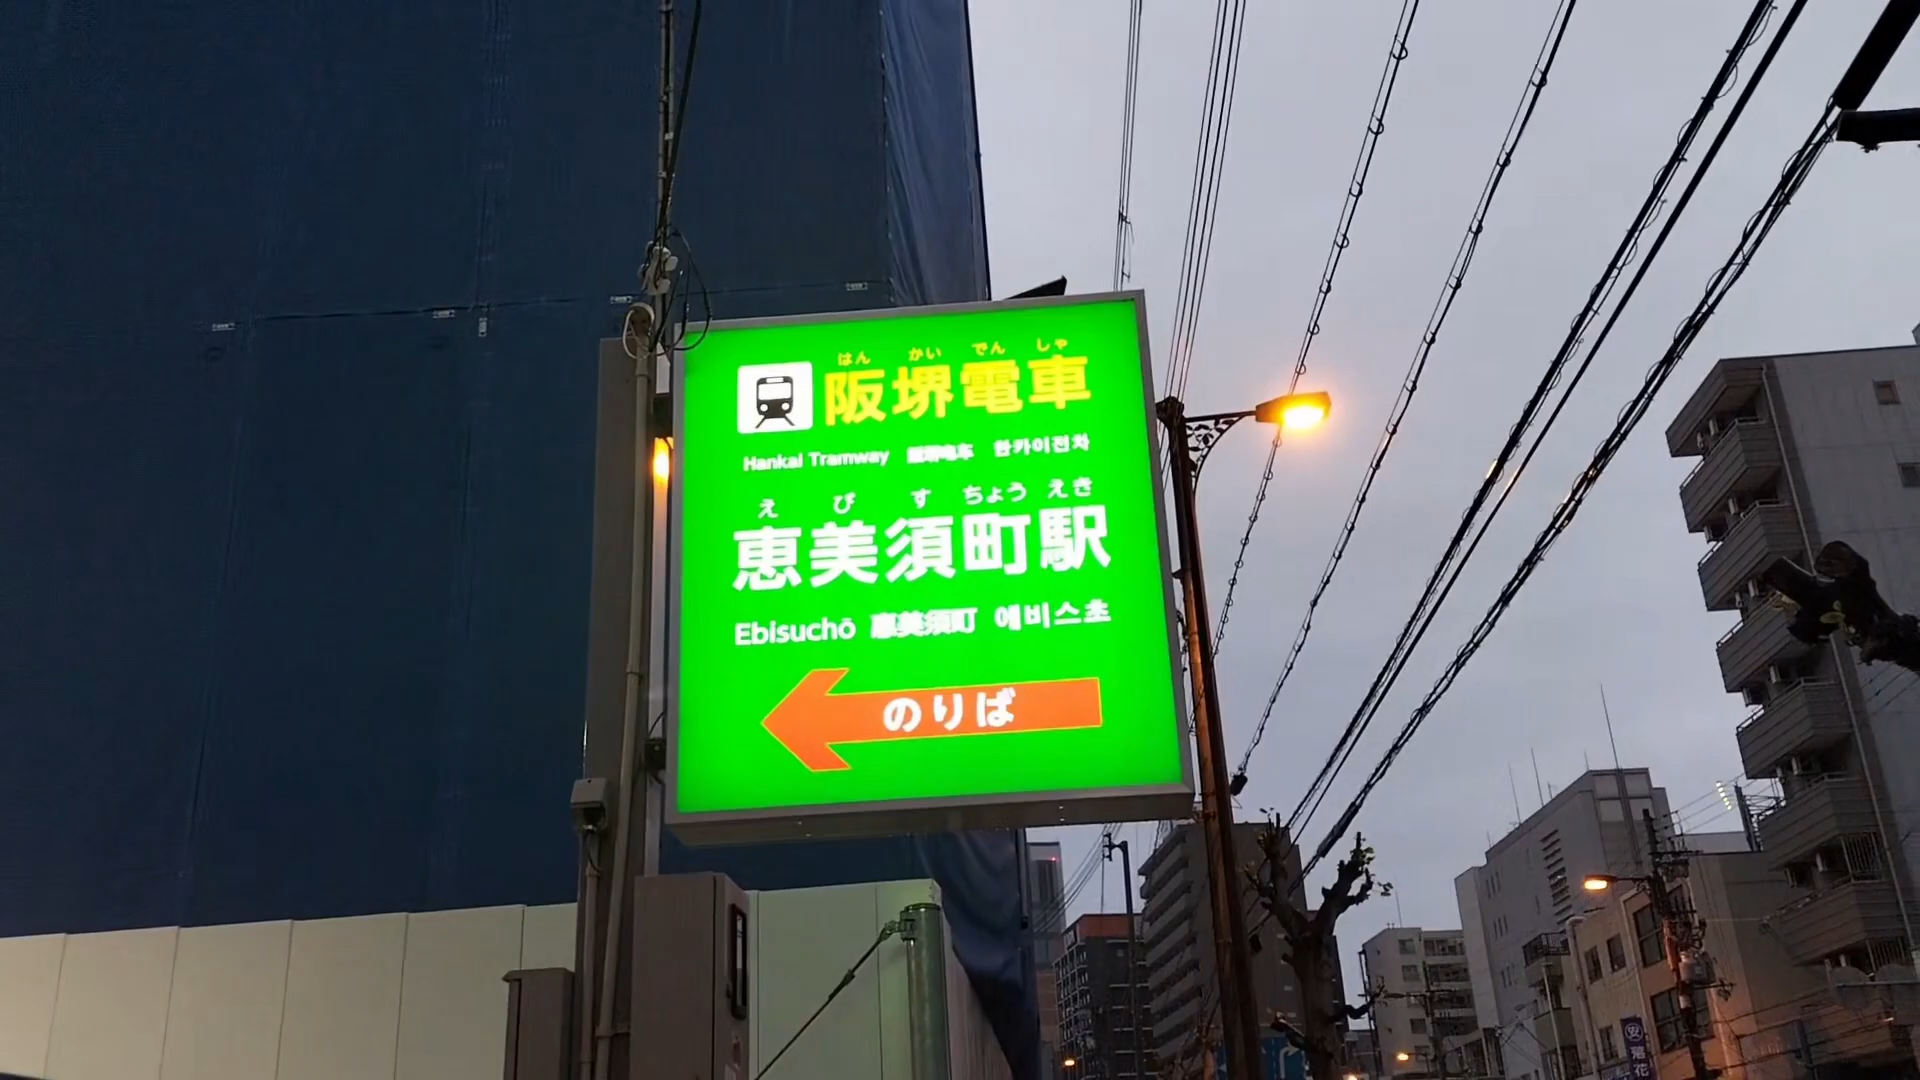 はん かい でん しゃ
阪堺電車
Hankai Tramway 阪堺电车 한카이전차
え び す ちょう えき
恵美須町駅
Ebisuchō 惠美须町 에비스초
のりば